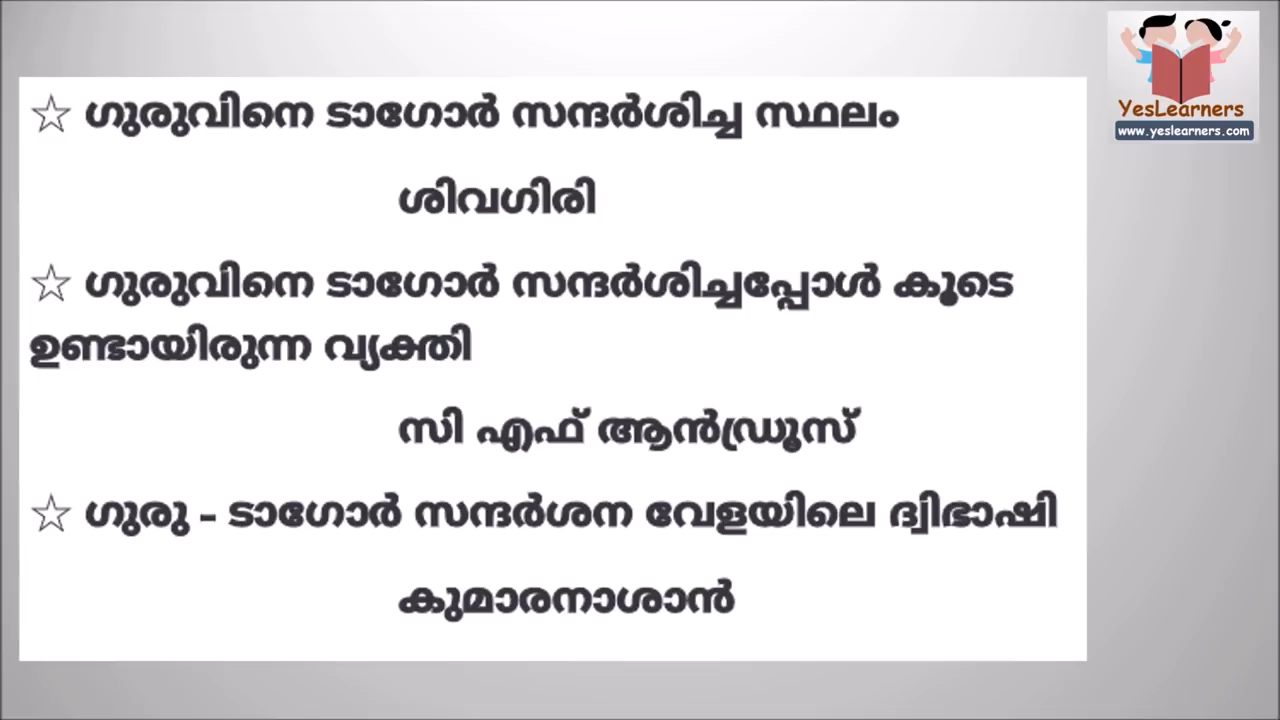 ☆ ഗുരുവിനെ ടാഗോർ സന്ദർശിച്ച സ്ഥലം
ശിവഗിരി
☆ ഗുരുവിനെ ടാഗോർ സന്ദർശിച്ചപ്പോൾ കൂടെ
ഉണ്ടായിരുന്ന വ്യക്തി
സി എഫ് ആൻഡ്രൂസ്
☆ ഗുരു – ടാഗോർ സന്ദർശന വേളയിലെ ദ്വിഭാഷി
കുമാരനാശാൻ
YesLearners
www.yeslearners.com